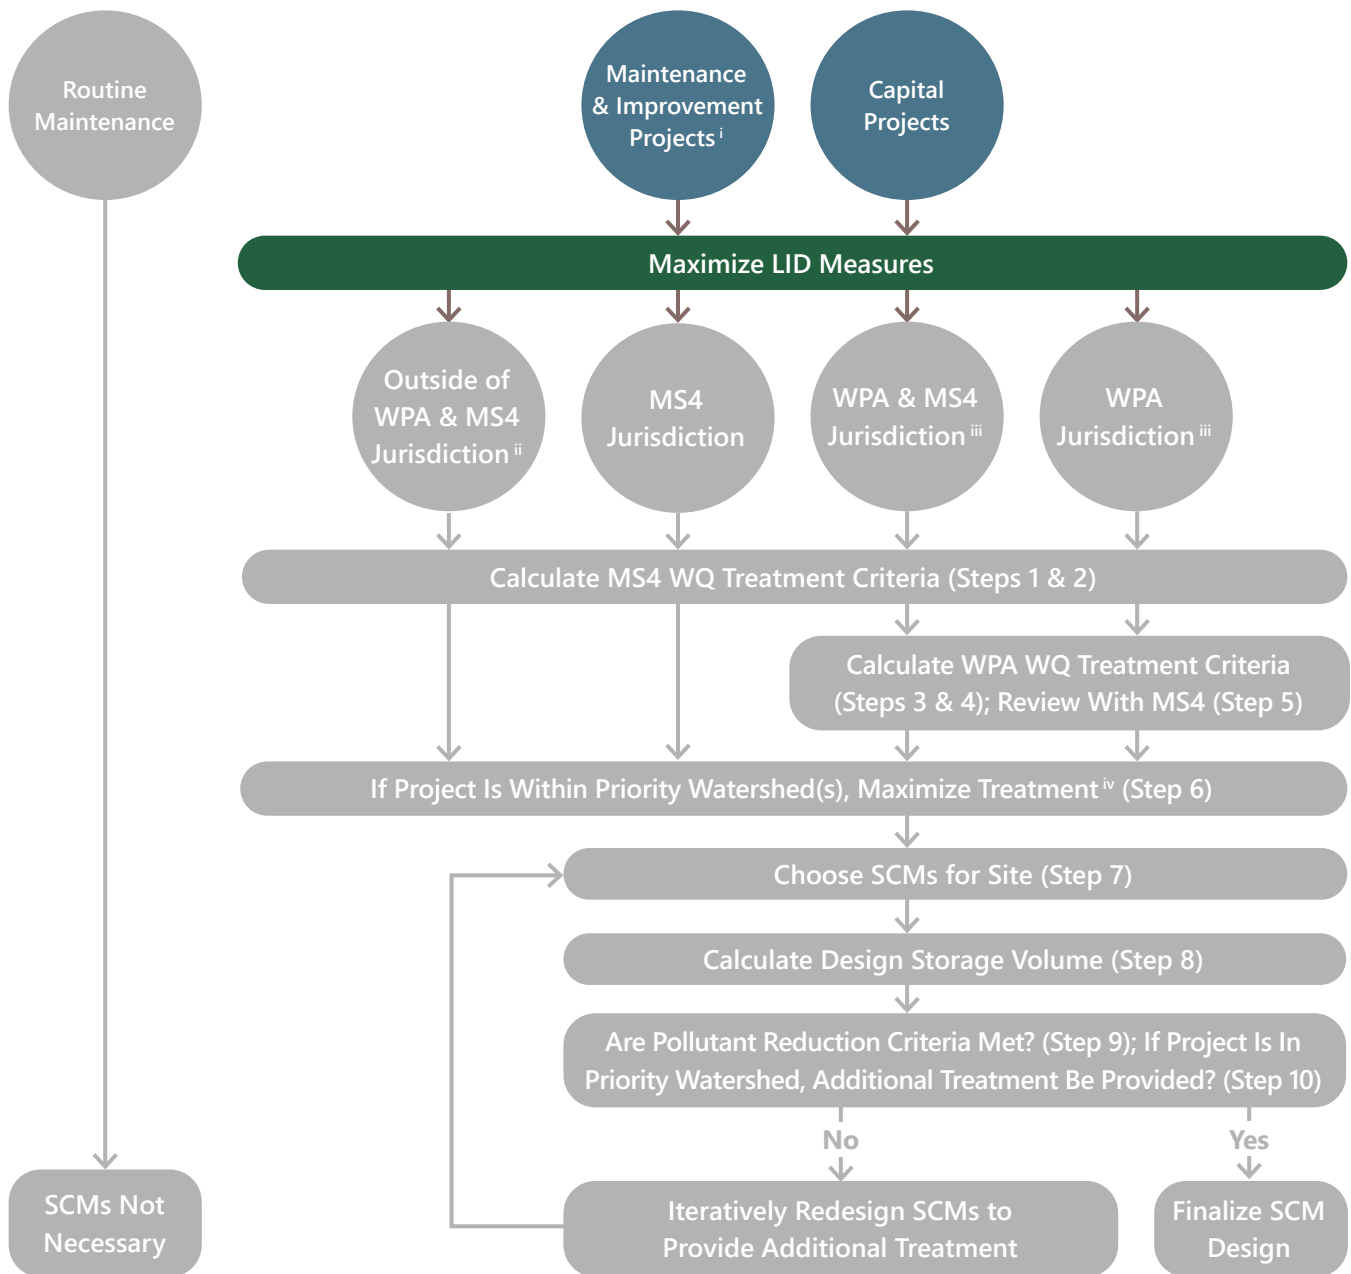 Routine
Maintenance
Maintenance
& Improvement
Projects i
Capital
Projects
Maximize LID Measures
Outside of
WPA & MS4
Jurisdiction ii
MS4
Jurisdiction
WPA & MS4
Jurisdiction iii
WPA
Jurisdiction iii
Calculate MS4 WQ Treatment Criteria (Steps 1 & 2)
Calculate WPA WQ Treatment Criteria
(Steps 3 & 4); Review With MS4 (Step 5)
If Project Is Within Priority Watershed(s), Maximize Treatment iv (Step 6)
Choose SCMs for Site (Step 7)
Calculate Design Storage Volume (Step 8)
Are Pollutant Reduction Criteria Met? (Step 9); If Project Is In
Priority Watershed, Additional Treatment Be Provided? (Step 10)
No
Yes
SCMs Not
Necessary
Iteratively Redesign SCMs to
Provide Additional Treatment
Finalize SCM
Design